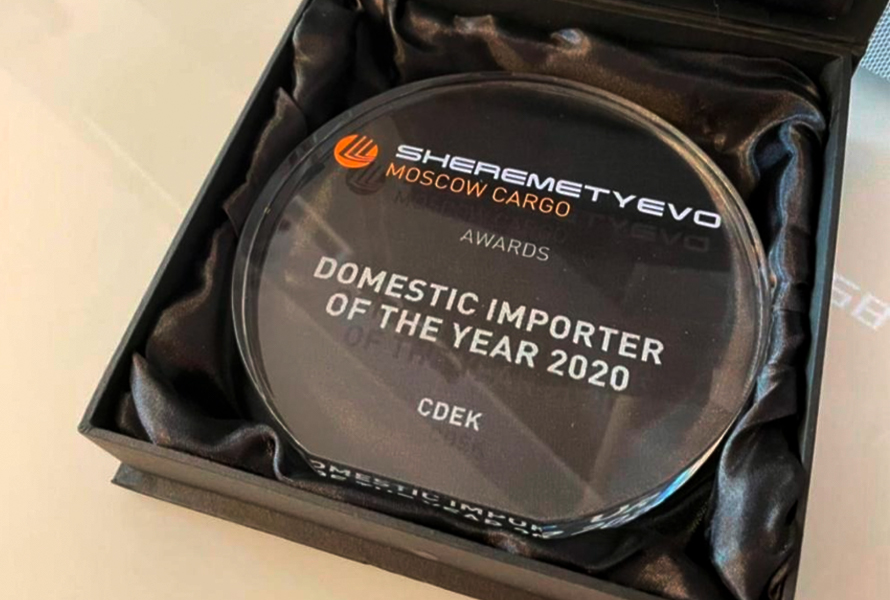 SHEREMETYEVO
MOSCOW CARGO
AWARDS
DOMESTIC IMPORTER
OF THE YEAR 2020
CDEK